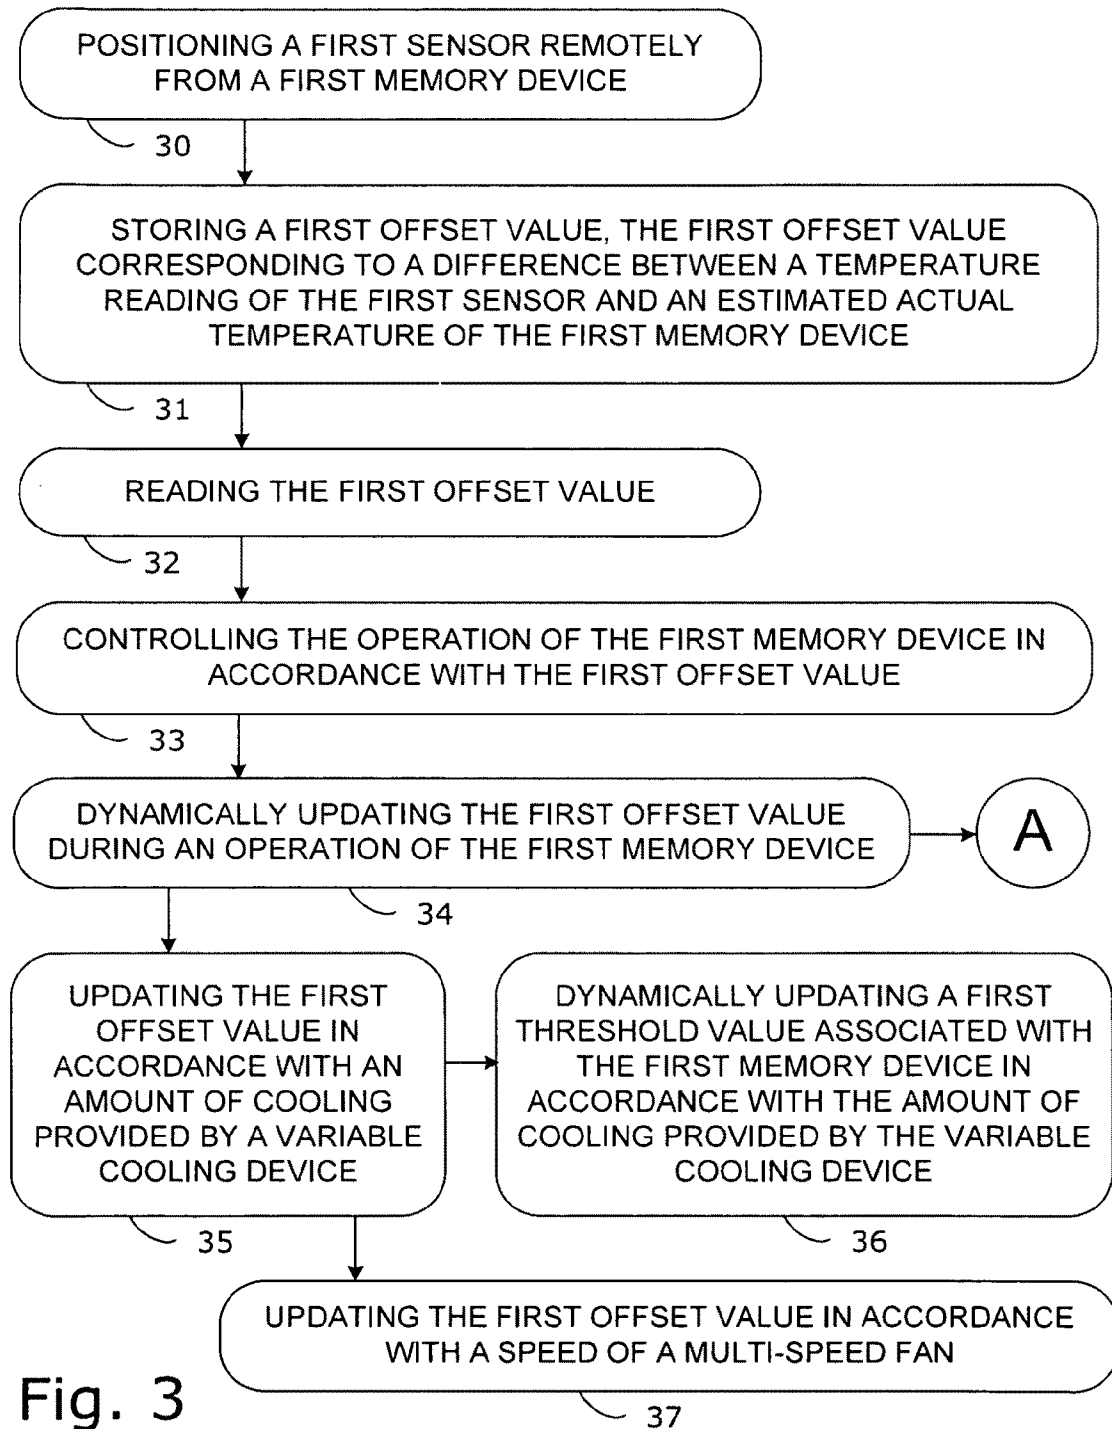 POSITIONING A FIRST SENSOR REMOTELY
FROM A FIRST MEMORY DEVICE
30
STORING A FIRST OFFSET VALUE, THE FIRST OFFSET VALUE
CORRESPONDING TO A DIFFERENCE BETWEEN A TEMPERATURE
READING OF THE FIRST SENSOR AND AN ESTIMATED ACTUAL
TEMPERATURE OF THE FIRST MEMORY DEVICE
31
READING THE FIRST OFFSET VALUE
32
CONTROLLING THE OPERATION OF THE FIRST MEMORY DEVICE IN
ACCORDANCE WITH THE FIRST OFFSET VALUE
33
DYNAMICALLY UPDATING THE FIRST OFFSET VALUE
DURING AN OPERATION OF THE FIRST MEMORY DEVICE
A
34
UPDATING THE FIRST
OFFSET VALUE IN
ACCORDANCE WITH AN
AMOUNT OF COOLING
PROVIDED BY A VARIABLE
COOLING DEVICE
35
DYNAMICALLY UPDATING A FIRST
THRESHOLD VALUE ASSOCIATED WITH
THE FIRST MEMORY DEVICE IN
ACCORDANCE WITH THE AMOUNT OF
COOLING PROVIDED BY THE VARIABLE
COOLING DEVICE
36
UPDATING THE FIRST OFFSET VALUE IN ACCORDANCE
WITH A SPEED OF A MULTI-SPEED FAN
37
Fig. 3